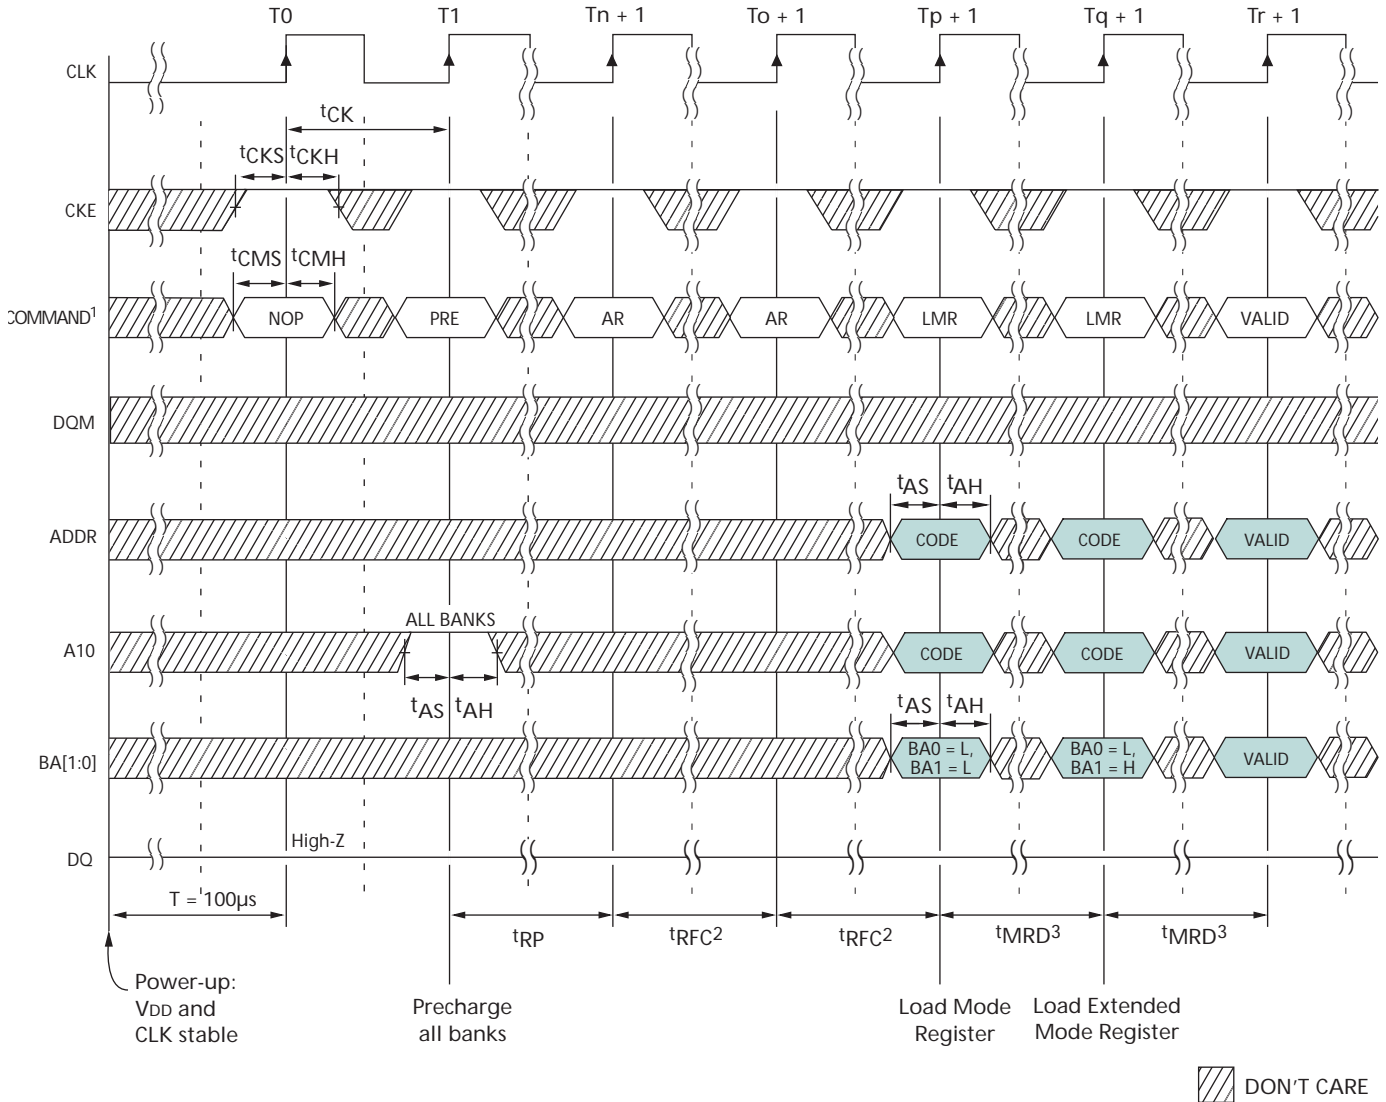 T0 T1 Tn + 1 To + 1 Tp + 1 Tq + 1 Tr + 1
CLK
tCK
tCKS tCKH
CKE
tCMS tCMH
COMMAND1 NOP PRE AR AR LMR LMR VALID
DQM
tAS tAH
ADDR CODE CODE VALID
ALL BANKS
A10 CODE CODE VALID
tAS tAH tAS tAH
BA[1:0] BA0 = L, BA0 = L, VALID
BA1 = L BA1 = H
High-Z
DQ
T = 100µs
tRP tRFC2 tRFC2 tMRD3 tMRD3
Power-up:
VDD and
CLK stable
Precharge
all banks
Load Mode
Register
Load Extended
Mode Register
DON'T CARE